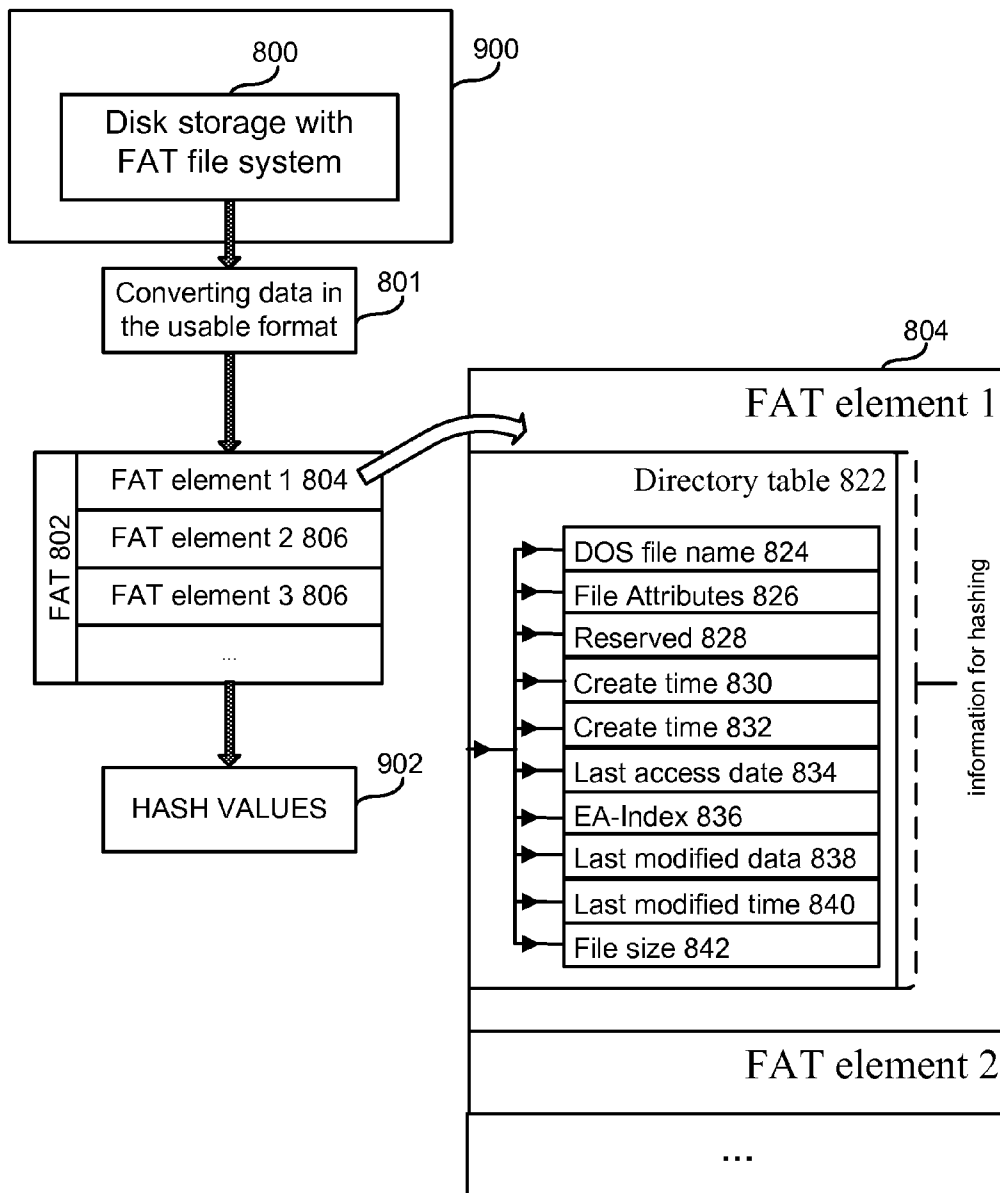 800
900
Disk storage with
FAT file system
Converting data in
the usable format
801
FAT 802
FAT element 1 804
FAT element 2 806
FAT element 3 806
...
902
HASH VALUES
804
FAT element 1
Directory table 822
DOS file name 824
File Attributes 826
Reserved 828
Create time 830
Create time 832
Last access date 834
EA-Index 836
Last modified data 838
Last modified time 840
File size 842
information for hashing
FAT element 2
...